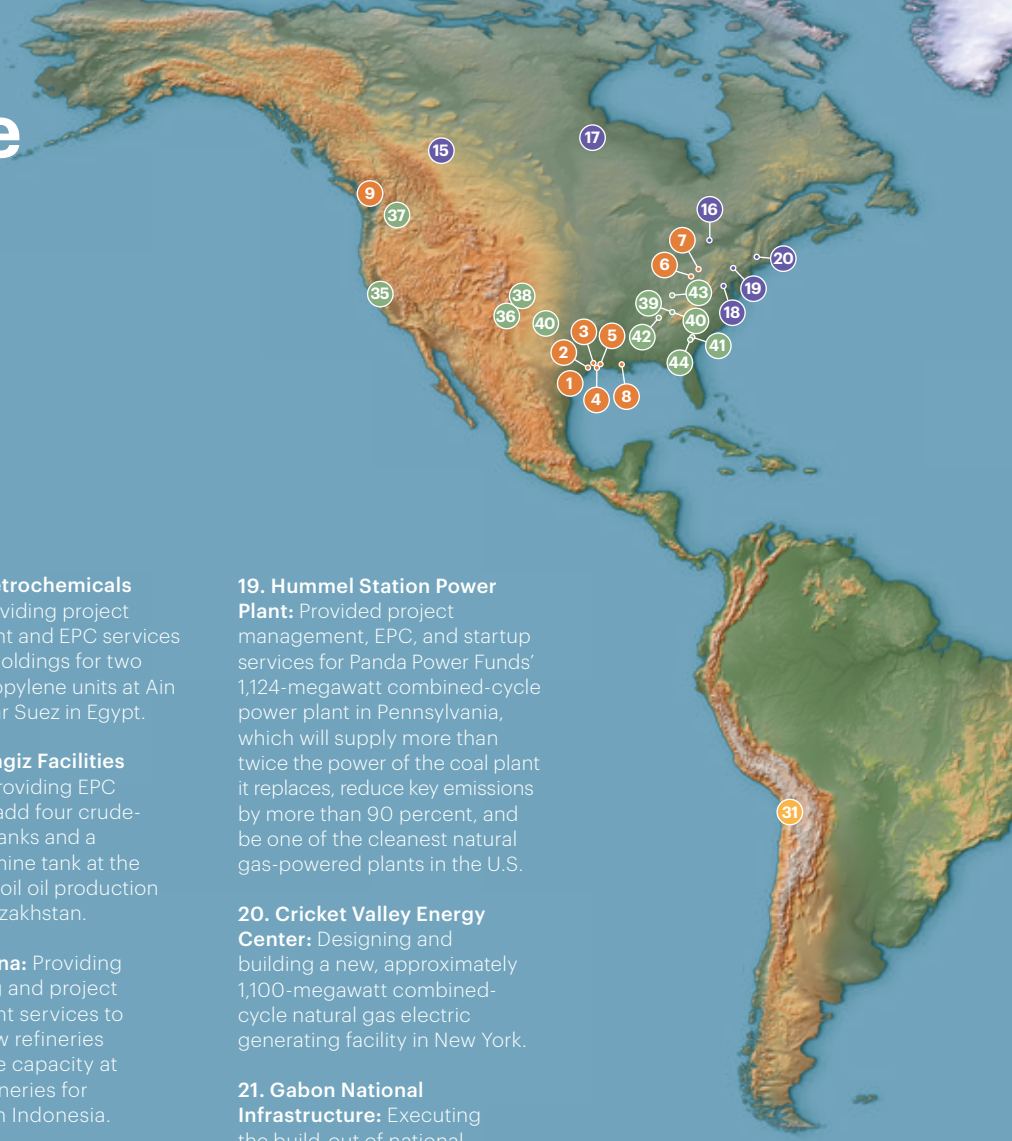 e
17
15
9
37
16
7
6
20
35
38
36
40
43
19
39
40
18
3
5
42
41
2
44
1
4
8
31
etrochemicals
viding project
nt and EPC services
oldings for two
opylene units at Ain
r Suez in Egypt.
giz Facilities
roviding EPC
add four crude-
anks and a
mine tank at the
oil oil production
zakhstan.
na: Providing
g and project
nt services to
w refineries
e capacity at
neries for
n Indonesia.
19. Hummel Station Power
Plant: Provided project
management, EPC, and startup
services for Panda Power Funds’
1,124-megawatt combined-cycle
power plant in Pennsylvania,
which will supply more than
twice the power of the coal plant
it replaces, reduce key emissions
by more than 90 percent, and
be one of the cleanest natural
gas-powered plants in the U.S.
20. Cricket Valley Energy
Center: Designing and
building a new, approximately
1,100-megawatt combined-
cycle natural gas electric
generating facility in New York.
21. Gabon National
Infrastructure: Executing
the build-out of national